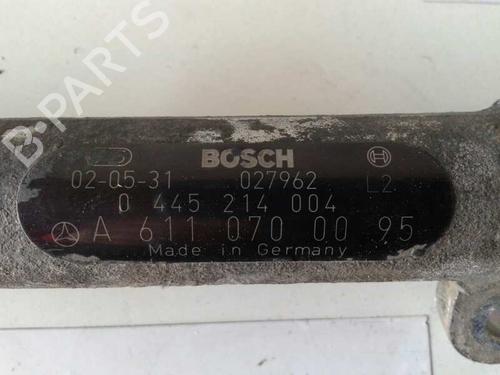 BOSCH
02-05-31 027962 L2
0 445 214 004
A 611 070 00 95
Made in Germany
B-PARTS